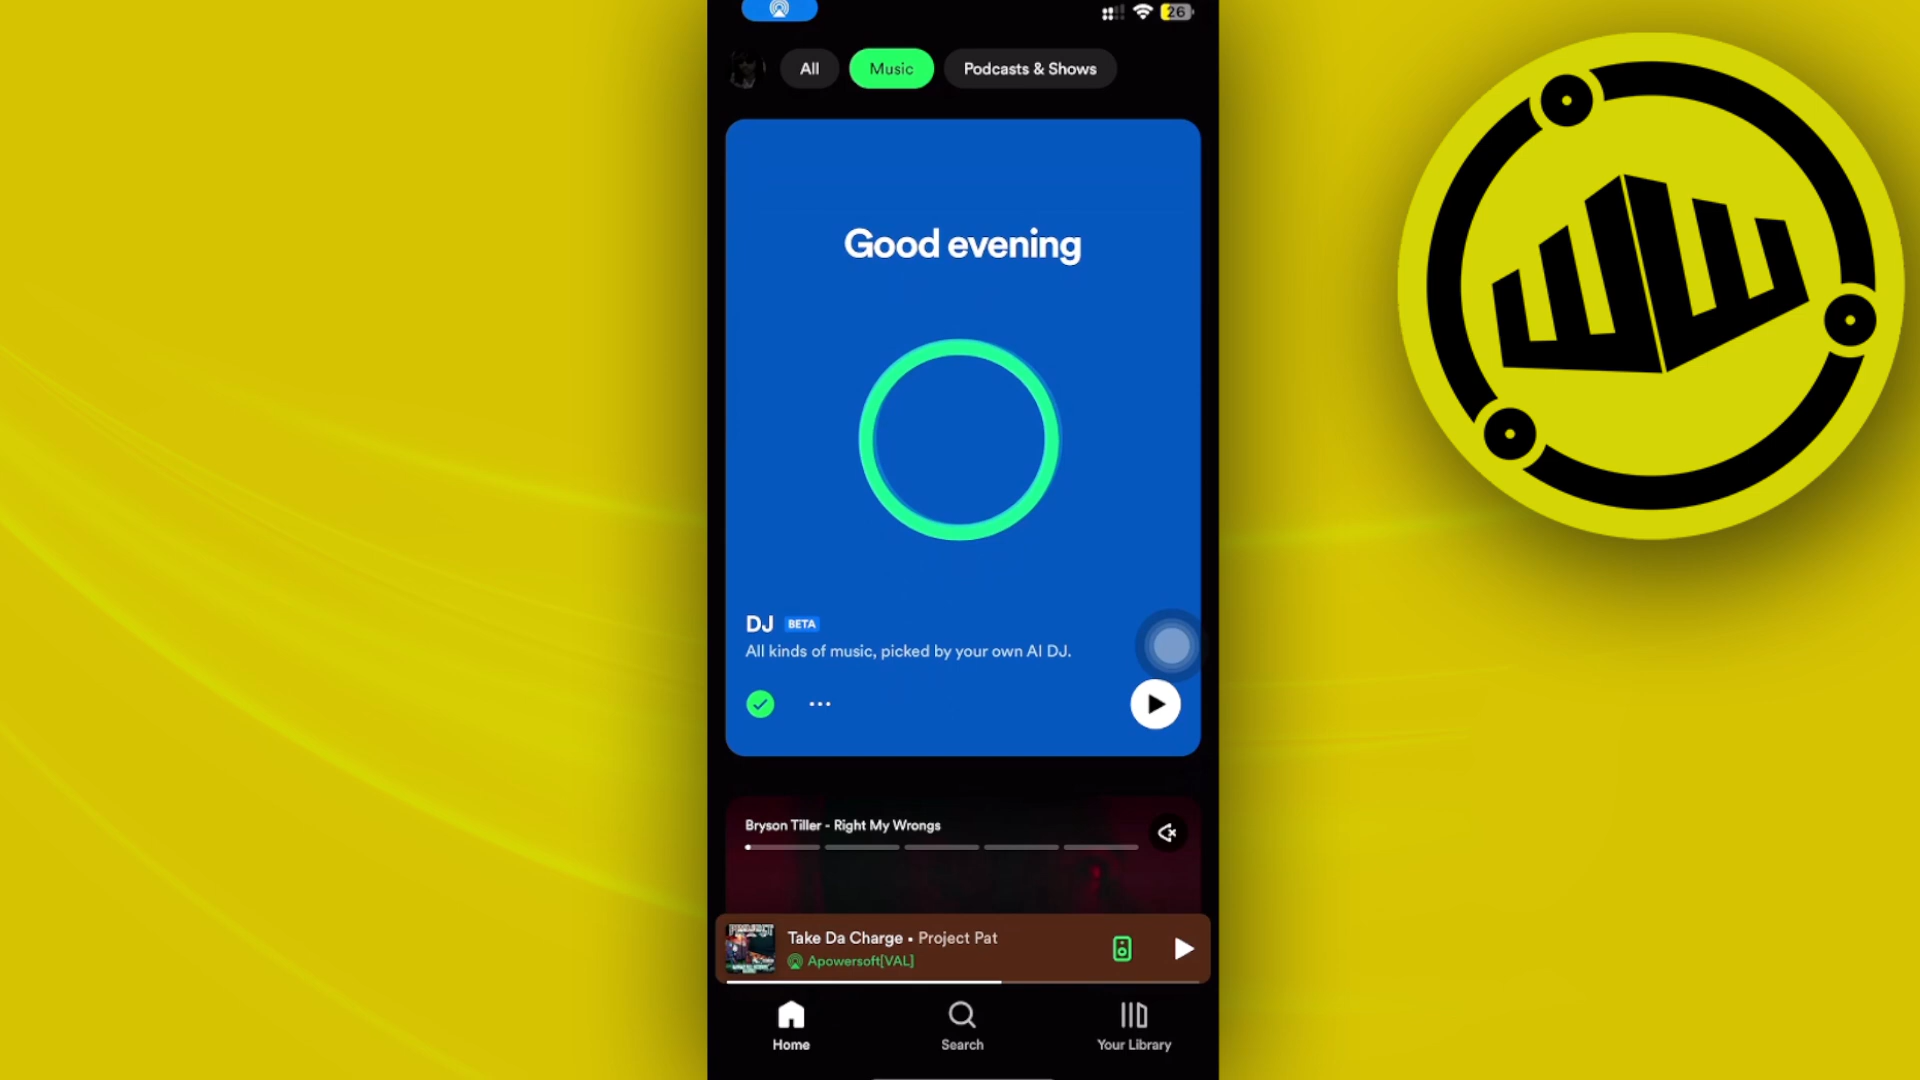 26
All
Music
Podcasts & Shows
Good evening
DJ BETA
All kinds of music, picked by your own AI DJ.
Bryson Tiller - Right My Wrongs
Take Da Charge • Project Pat
Apowersoft[VAL]
Home
Search
Your Library